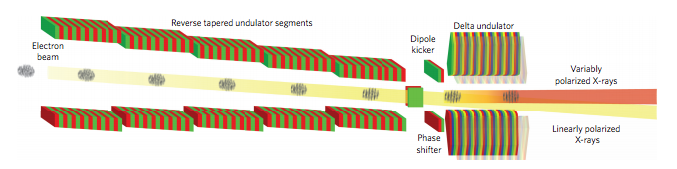 Reverse tapered undulator segments
Delta undulator
Dipole
kicker
Electron
beam
Variably
polarized X-rays
Phase
shifter
Linearly polarized
X-rays